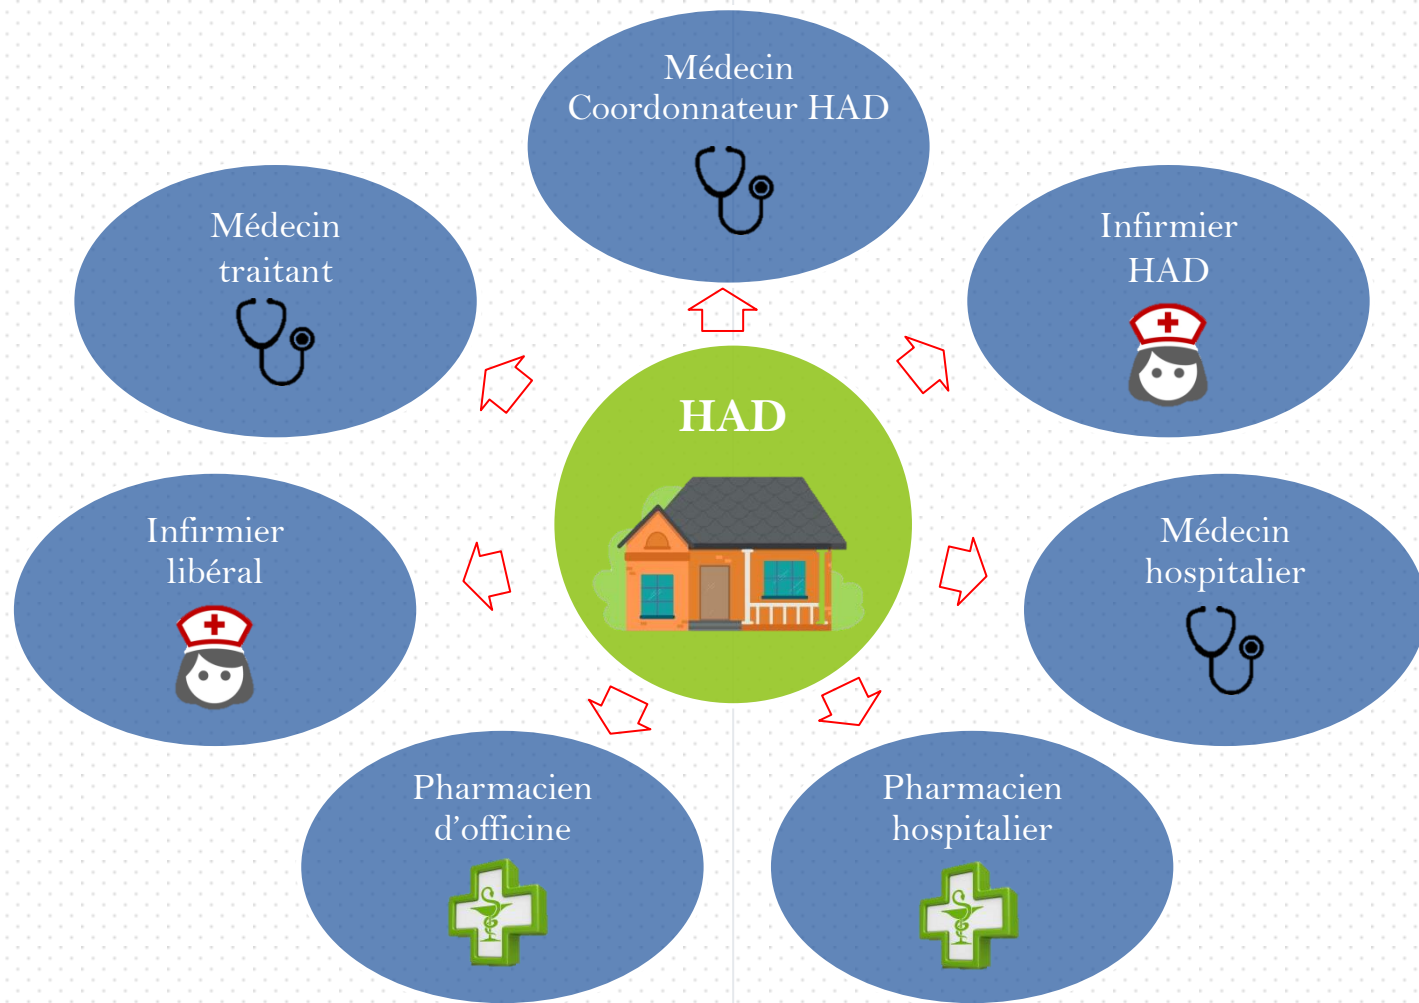 Médecin
Coordonnateur HAD
Médecin
traitant
Infirmier
HAD
HAD
Infirmier
libéral
Médecin
hospitalier
Pharmacien
d’officine
Pharmacien
hospitalier